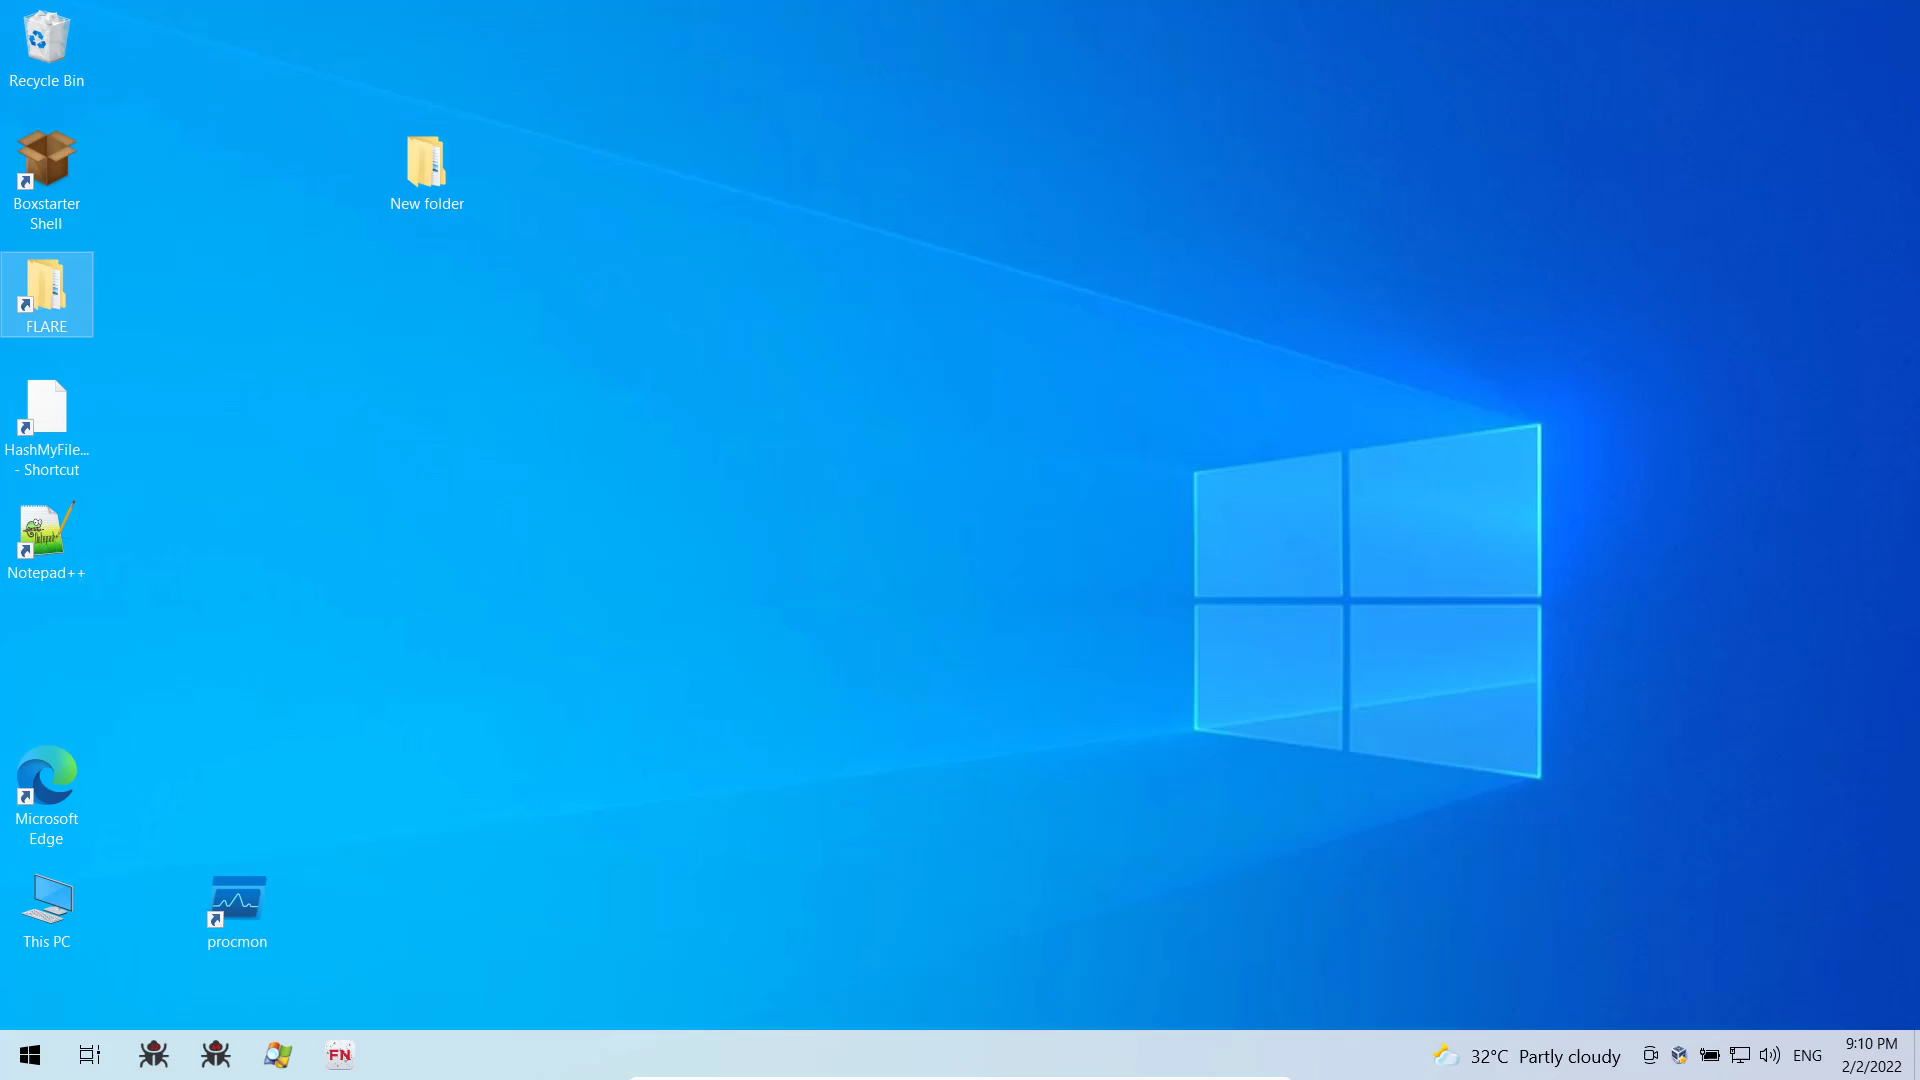 Recycle Bin
Boxstarter
Shell
New folder
FLARE
HashMyFile...
- Shortcut
Notepad++
Microsoft
Edge
This PC
procmon
FN
32°C Partly cloudy
ENG
9:10 PM
2/2/2022